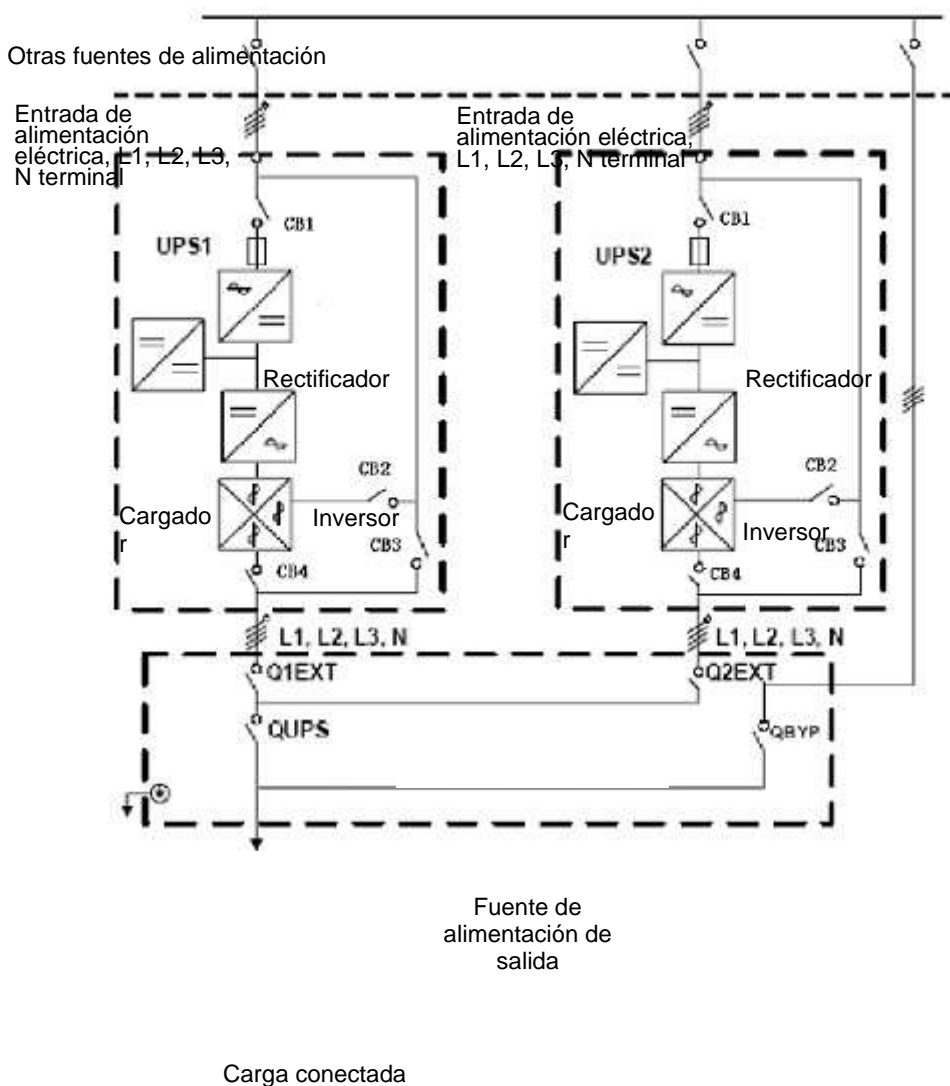 Otras fuentes de alimentación
Entrada de
alimentación
eléctrica, L1, L2, L3,
N terminal
Entrada de
alimentación eléctrica,
L1, L2, L3, N terminal
CB1
UPS1
Rectificador
CB2
Cargado
r
Inversor
CB3
CB4
CB1
UPS2
Rectificador
CB2
Cargado
r
Inversor
CB3
CB4
L1, L2, L3, N
L1, L2, L3, N
Q1EXT
Q2EXT
QUPS
QBYP
Fuente de
alimentación de
salida
Carga conectada